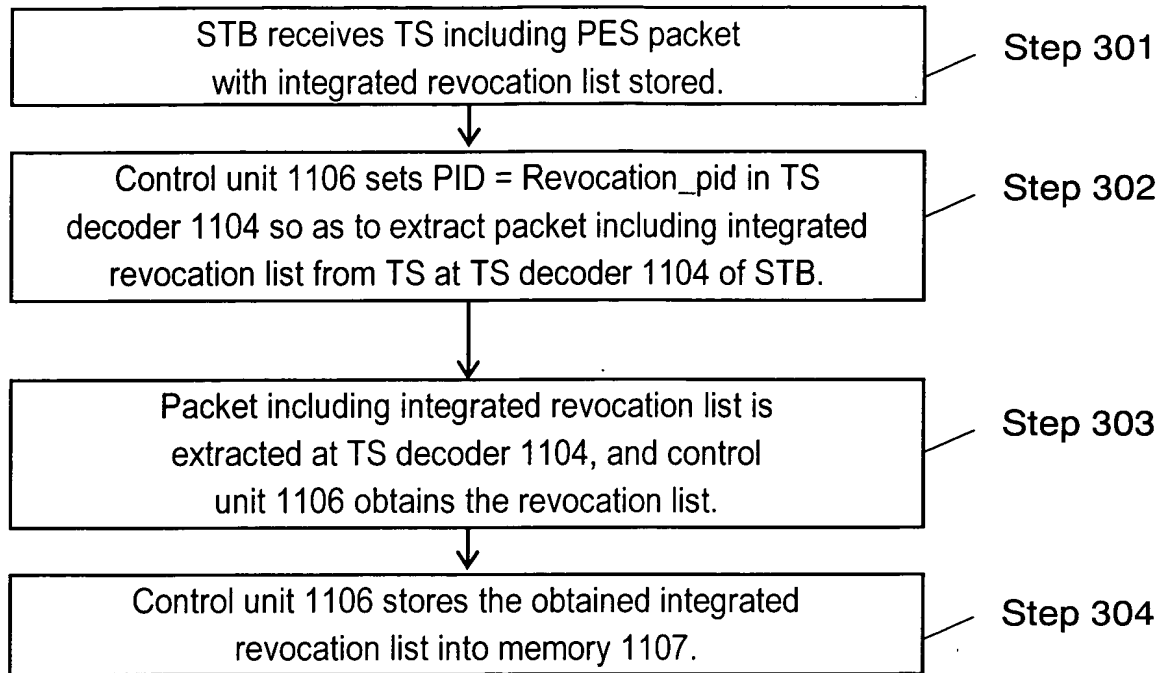 STB receives TS including PES packet
with integrated revocation list stored.
Step 301
Control unit 1106 sets PID = Revocation_pid in TS
decoder 1104 so as to extract packet including integrated
revocation list from TS at TS decoder 1104 of STB.
Step 302
Packet including integrated revocation list is
extracted at TS decoder 1104, and control
unit 1106 obtains the revocation list.
Step 303
Control unit 1106 stores the obtained integrated
revocation list into memory 1107.
Step 304